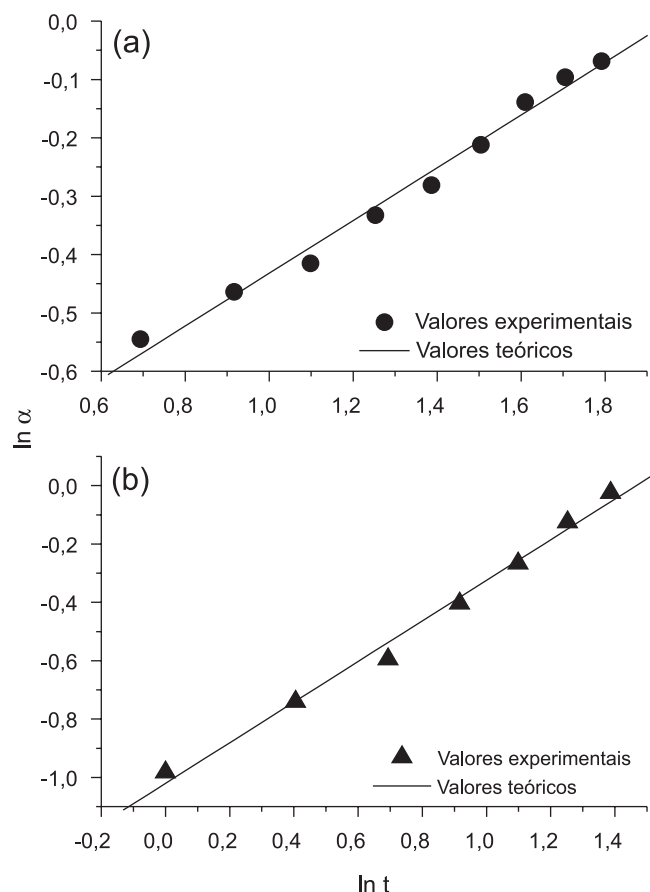 (a)
0,0
-0,1
-0,2
-0,3
-0,4
-0,5
-0,6
0,6 0,8 1,0 1,2 1,4 1,6 1,8
Valores experimentais
Valores teóricos
ln α
(b)
0,0
-0,2
-0,4
-0,6
-0,8
-1,0
-0,2 0,0 0,2 0,4 0,6 0,8 1,0 1,2 1,4
Valores experimentais
Valores teóricos
ln t